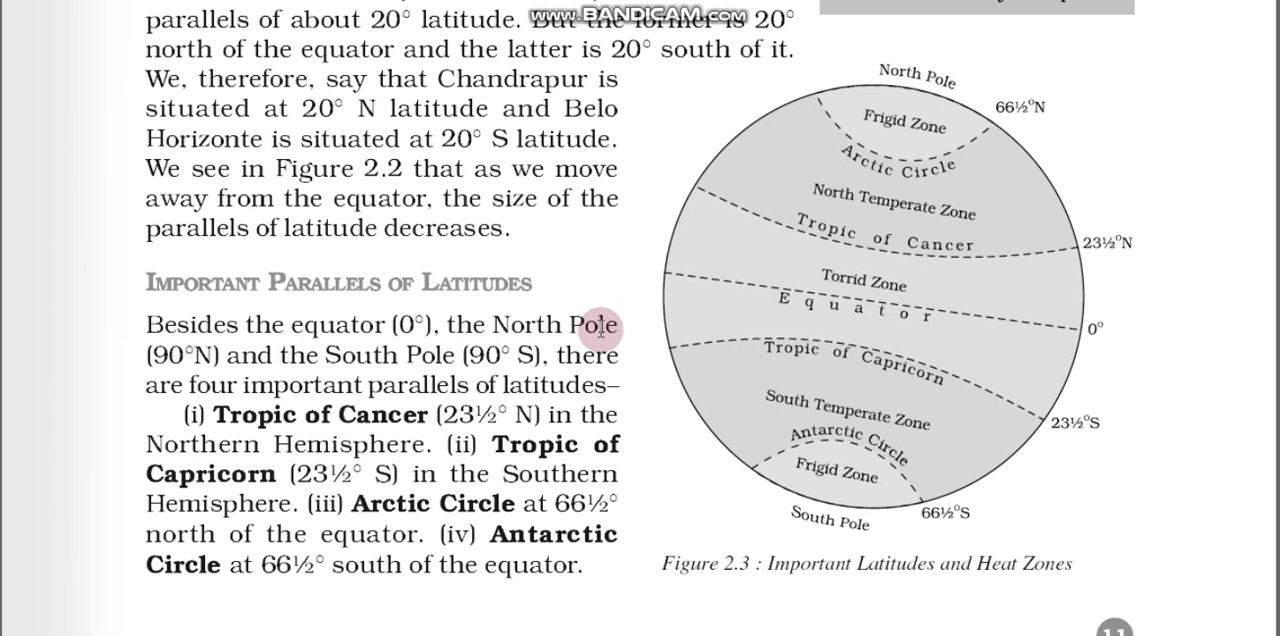 parallels of about 20° latitude. But the former is 20°
www.BANDICAM.com
north of the equator and the latter is 20° south of it.
We, therefore, say that Chandrapur is
situated at 20° N latitude and Belo
Horizonte is situated at 20° S latitude.
We see in Figure 2.2 that as we move
away from the equator, the size of the
parallels of latitude decreases.
IMPORTANT PARALLELS OF LATITUDES
Besides the equator (0°), the North Pole
(90°N) and the South Pole (90° S), there
are four important parallels of latitudes–
(i) Tropic of Cancer (23½° N) in the
Northern Hemisphere. (ii) Tropic of
Capricorn (23½° S) in the Southern
Hemisphere. (iii) Arctic Circle at 66½°
north of the equator. (iv) Antarctic
Circle at 66½° south of the equator.
North Pole
66½°N
Frigid Zone
Arctic Circle
North Temperate Zone
Tropic of Cancer
23½°N
Torrid Zone
Equator
0°
Tropic of Capricorn
South Temperate Zone
23½°S
Antarctic Circle
Frigid Zone
66½°S
South Pole
Figure 2.3 : Important Latitudes and Heat Zones
11